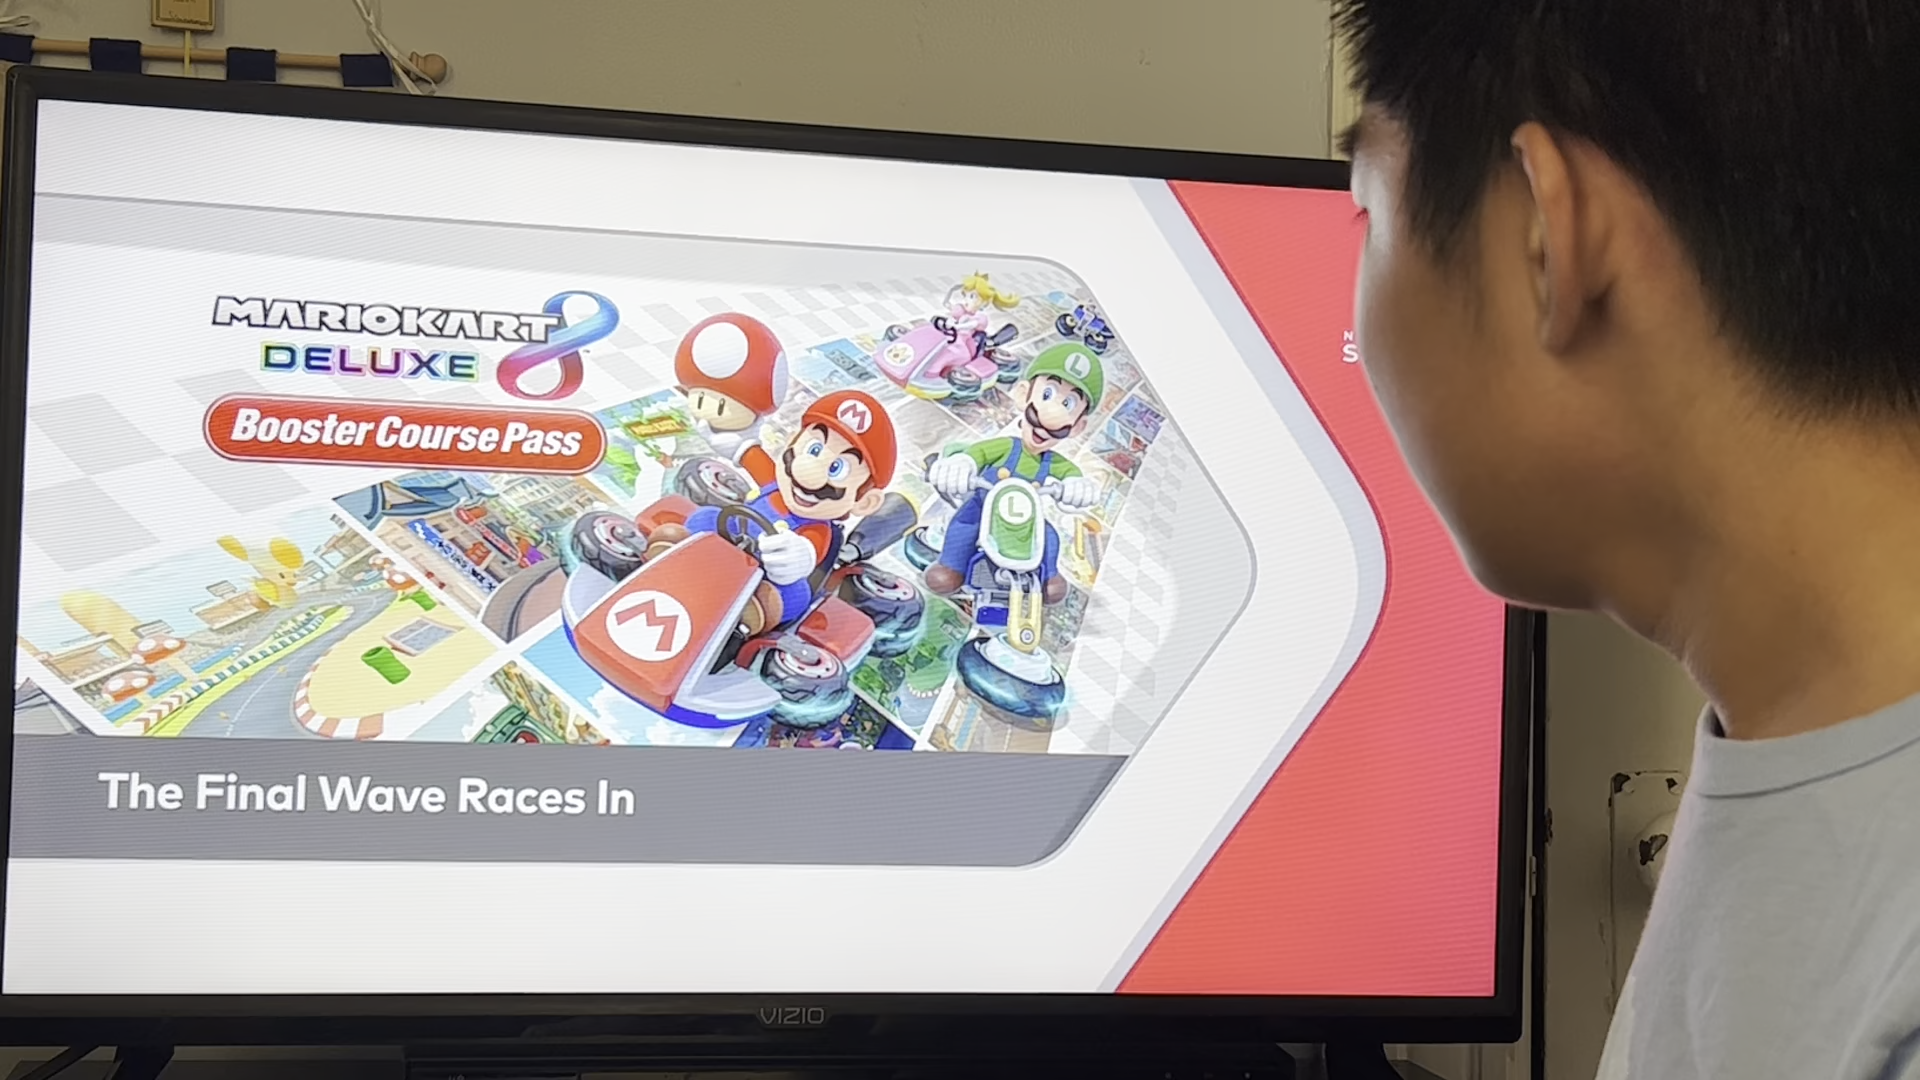 MARIOKART 8
DELUXE
Booster Course Pass
M
L
M
L
The Final Wave Races In
N
S
VIZIO